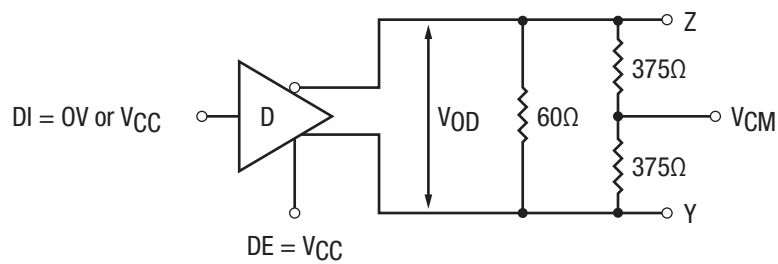 Z
375Ω
DI = 0V or VCC
D
VOD
60Ω
VCM
375Ω
Y
DE = VCC